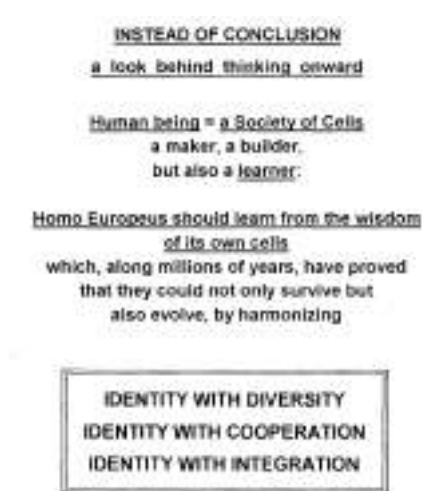 INSTEAD OF CONCLUSION
a look behind thinking onward
Human being = a Society of Cells
a maker, a builder,
but also a learner:
Homo Europeus should learn from the wisdom
of its own cells
which, along millions of years, have proved
that they could not only survive but
also evolve, by harmonizing
IDENTITY WITH DIVERSITY
IDENTITY WITH COOPERATION
IDENTITY WITH INTEGRATION